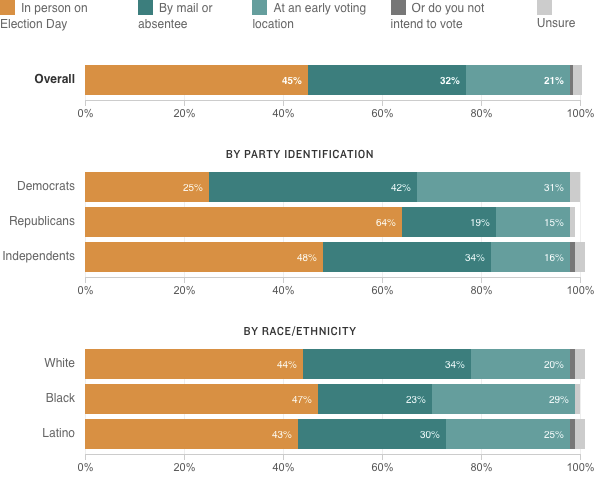 In person on Election Day
By mail or absentee
At an early voting location
Or do you not intend to vote
Unsure
Overall 45% 32% 21%
0% 20% 40% 60% 80% 100%
BY PARTY IDENTIFICATION
Democrats 25% 42% 31%
Republicans 64% 19% 15%
Independents 48% 34% 16%
0% 20% 40% 60% 80% 100%
BY RACE/ETHNICITY
White 44% 34% 20%
Black 47% 23% 29%
Latino 43% 30% 25%
0% 20% 40% 60% 80% 100%